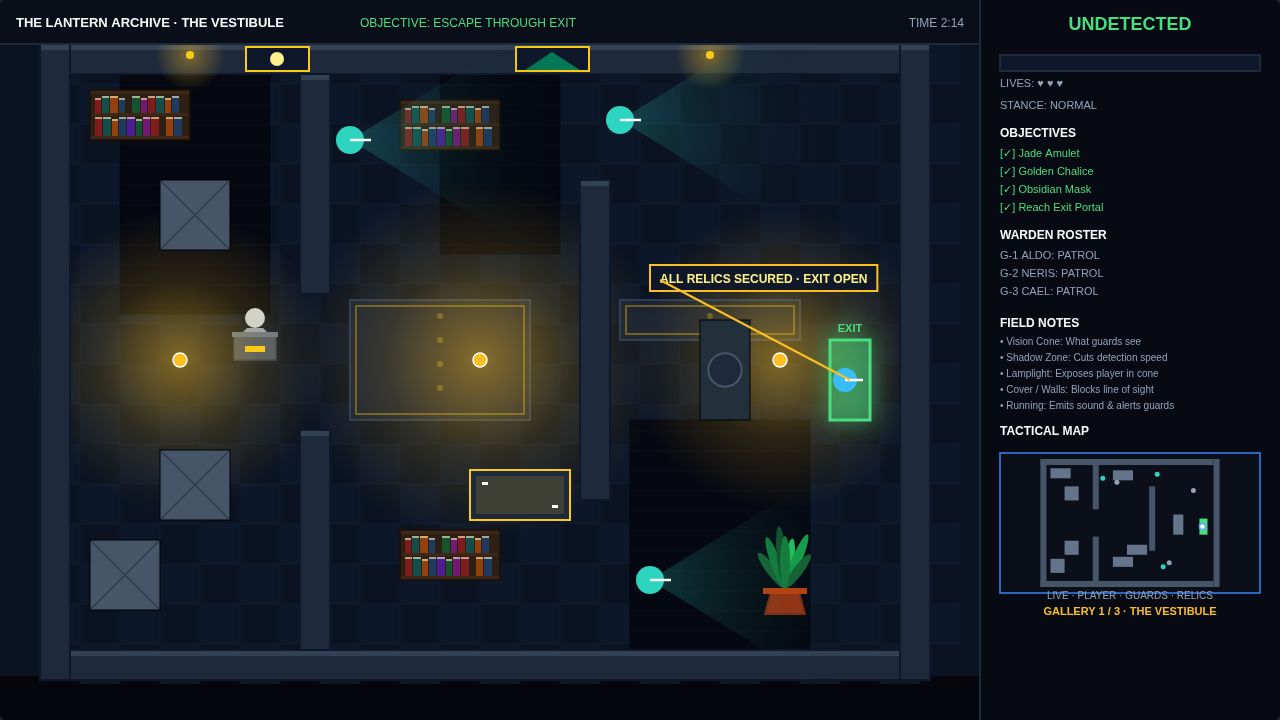 THE LANTERN ARCHIVE · THE VESTIBULE
OBJECTIVE: ESCAPE THROUGH EXIT
TIME 2:14
ALL RELICS SECURED · EXIT OPEN
EXIT
UNDETECTED
LIVES: ♥ ♥ ♥
STANCE: NORMAL
OBJECTIVES
[✓] Jade Amulet
[✓] Golden Chalice
[✓] Obsidian Mask
[✓] Reach Exit Portal
WARDEN ROSTER
G-1 ALDO: PATROL
G-2 NERIS: PATROL
G-3 CAEL: PATROL
FIELD NOTES
• Vision Cone: What guards see
• Shadow Zone: Cuts detection speed
• Lamplight: Exposes player in cone
• Cover / Walls: Blocks line of sight
• Running: Emits sound & alerts guards
TACTICAL MAP
LIVE · PLAYER · GUARDS · RELICS
GALLERY 1 / 3 · THE VESTIBULE